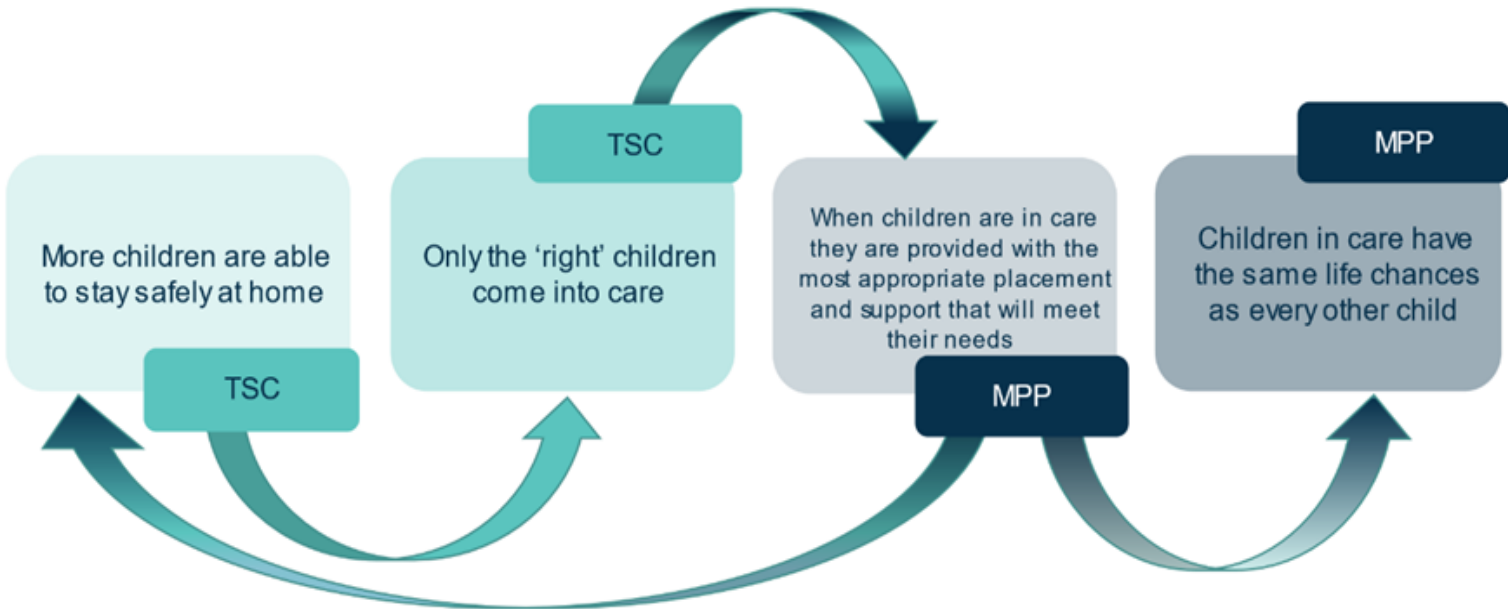 More children are able
to stay safely at home
TSC
TSC
Only the ‘right’ children
come into care
When children are in care
they are provided with the
most appropriate placement
and support that will meet
their needs
MPP
MPP
Children in care have
the same life chances
as every other child